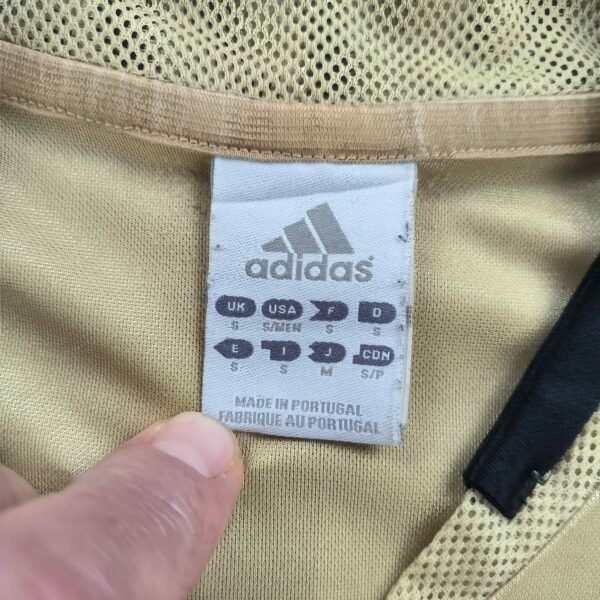 adidas
UK USA F D
S S/MEN S S
E I J CDN
S S M S/P
MADE IN PORTUGAL
FABRIQUE AU PORTUGAL